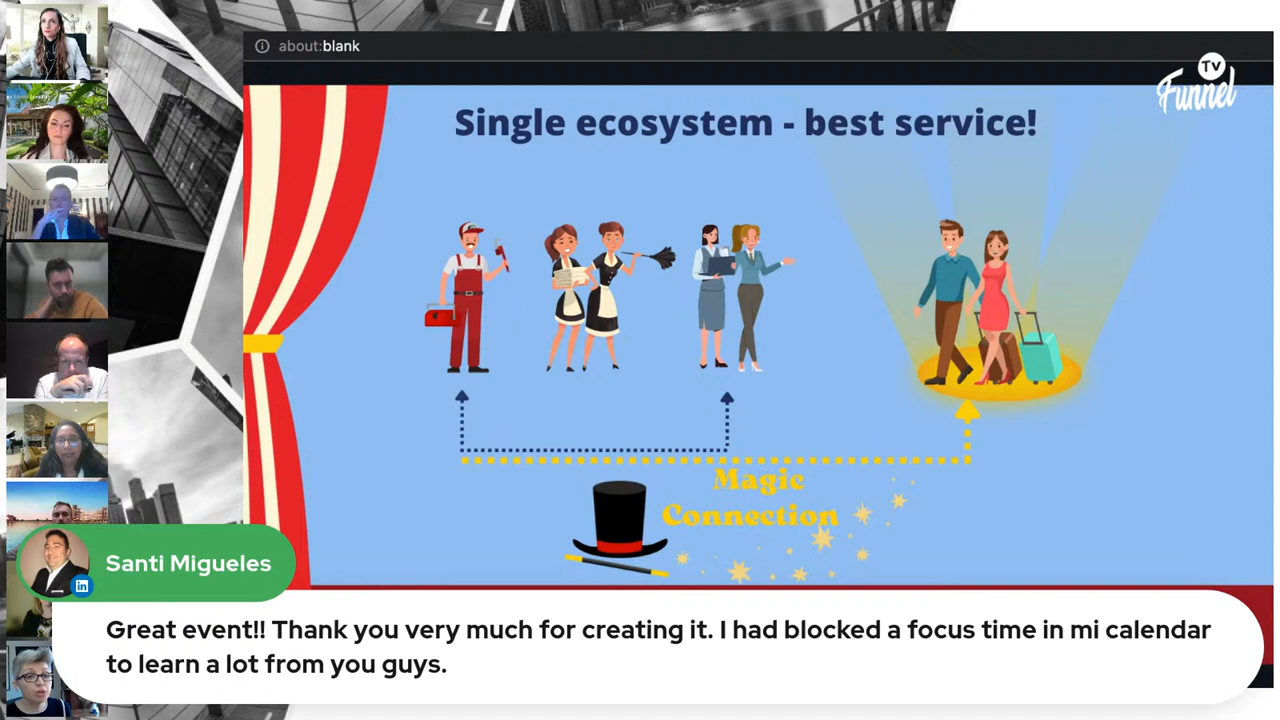 about:blank
TV
Funnel
Single ecosystem - best service!
Magic
Connection
Santi Migueles
in
Great event!! Thank you very much for creating it. I had blocked a focus time in mi calendar
to learn a lot from you guys.